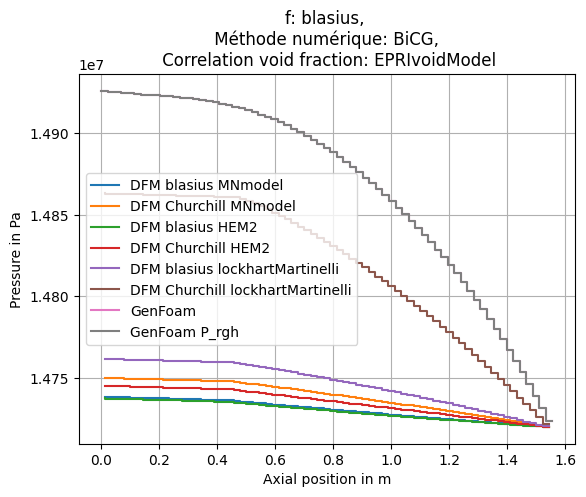 f: blasius,
Méthode numérique: BiCG,
Correlation void fraction: EPRIvoidModel
1e7
1.490
1.485
1.480
1.475
Pressure in Pa
DFM blasius MNmodel
DFM Churchill MNmodel
DFM blasius HEM2
DFM Churchill HEM2
DFM blasius lockhartMartinelli
DFM Churchill lockhartMartinelli
GenFoam
GenFoam P_rgh
0.0 0.2 0.4 0.6 0.8 1.0 1.2 1.4 1.6
Axial position in m